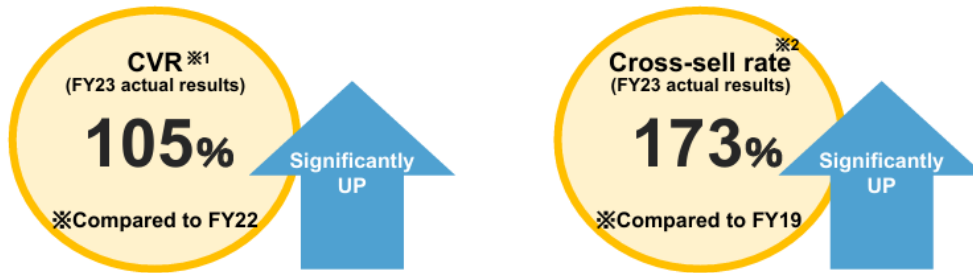 CVR ※1
(FY23 actual results)
105%
Significantly
UP
※Compared to FY22
Cross-sell rate ※2
(FY23 actual results)
173%
Significantly
UP
※Compared to FY19